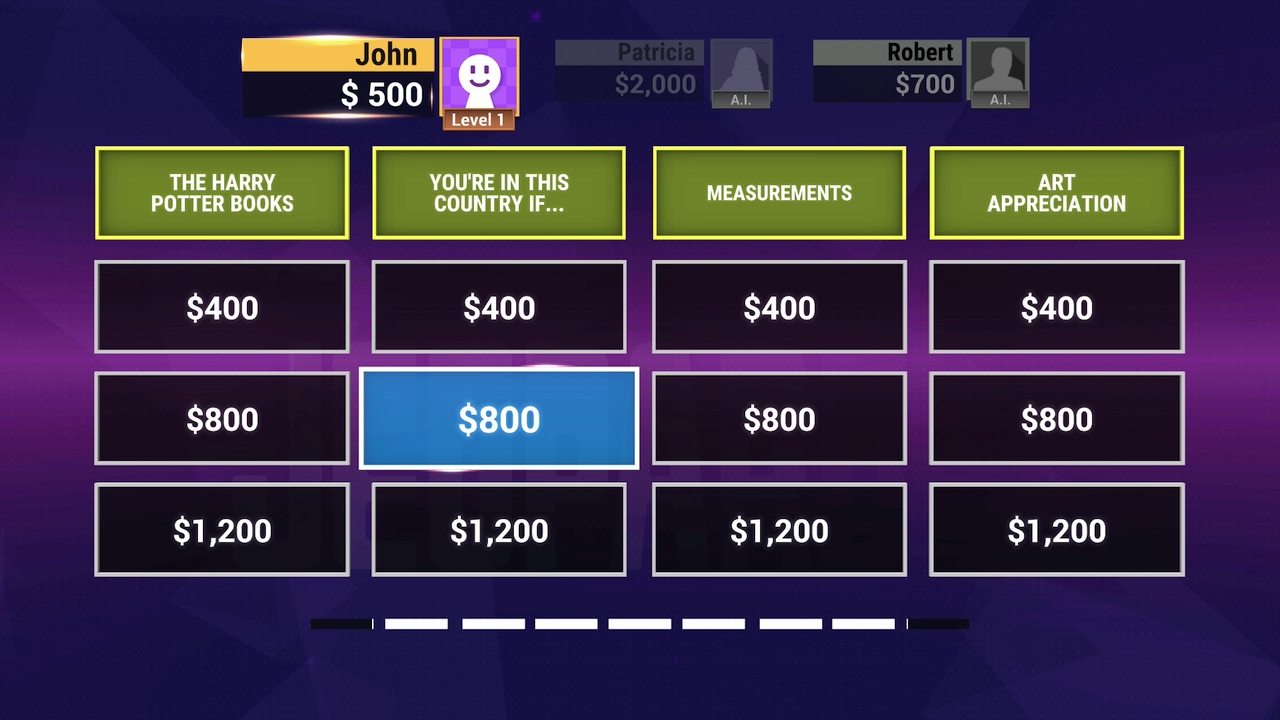 John
$ 500
Level 1
Patricia
$2,000
A.I.
Robert
$700
A.I.
THE HARRY
POTTER BOOKS
YOU'RE IN THIS
COUNTRY IF...
MEASUREMENTS
ART
APPRECIATION
$400
$400
$400
$400
$800
$800
$800
$800
$1,200
$1,200
$1,200
$1,200